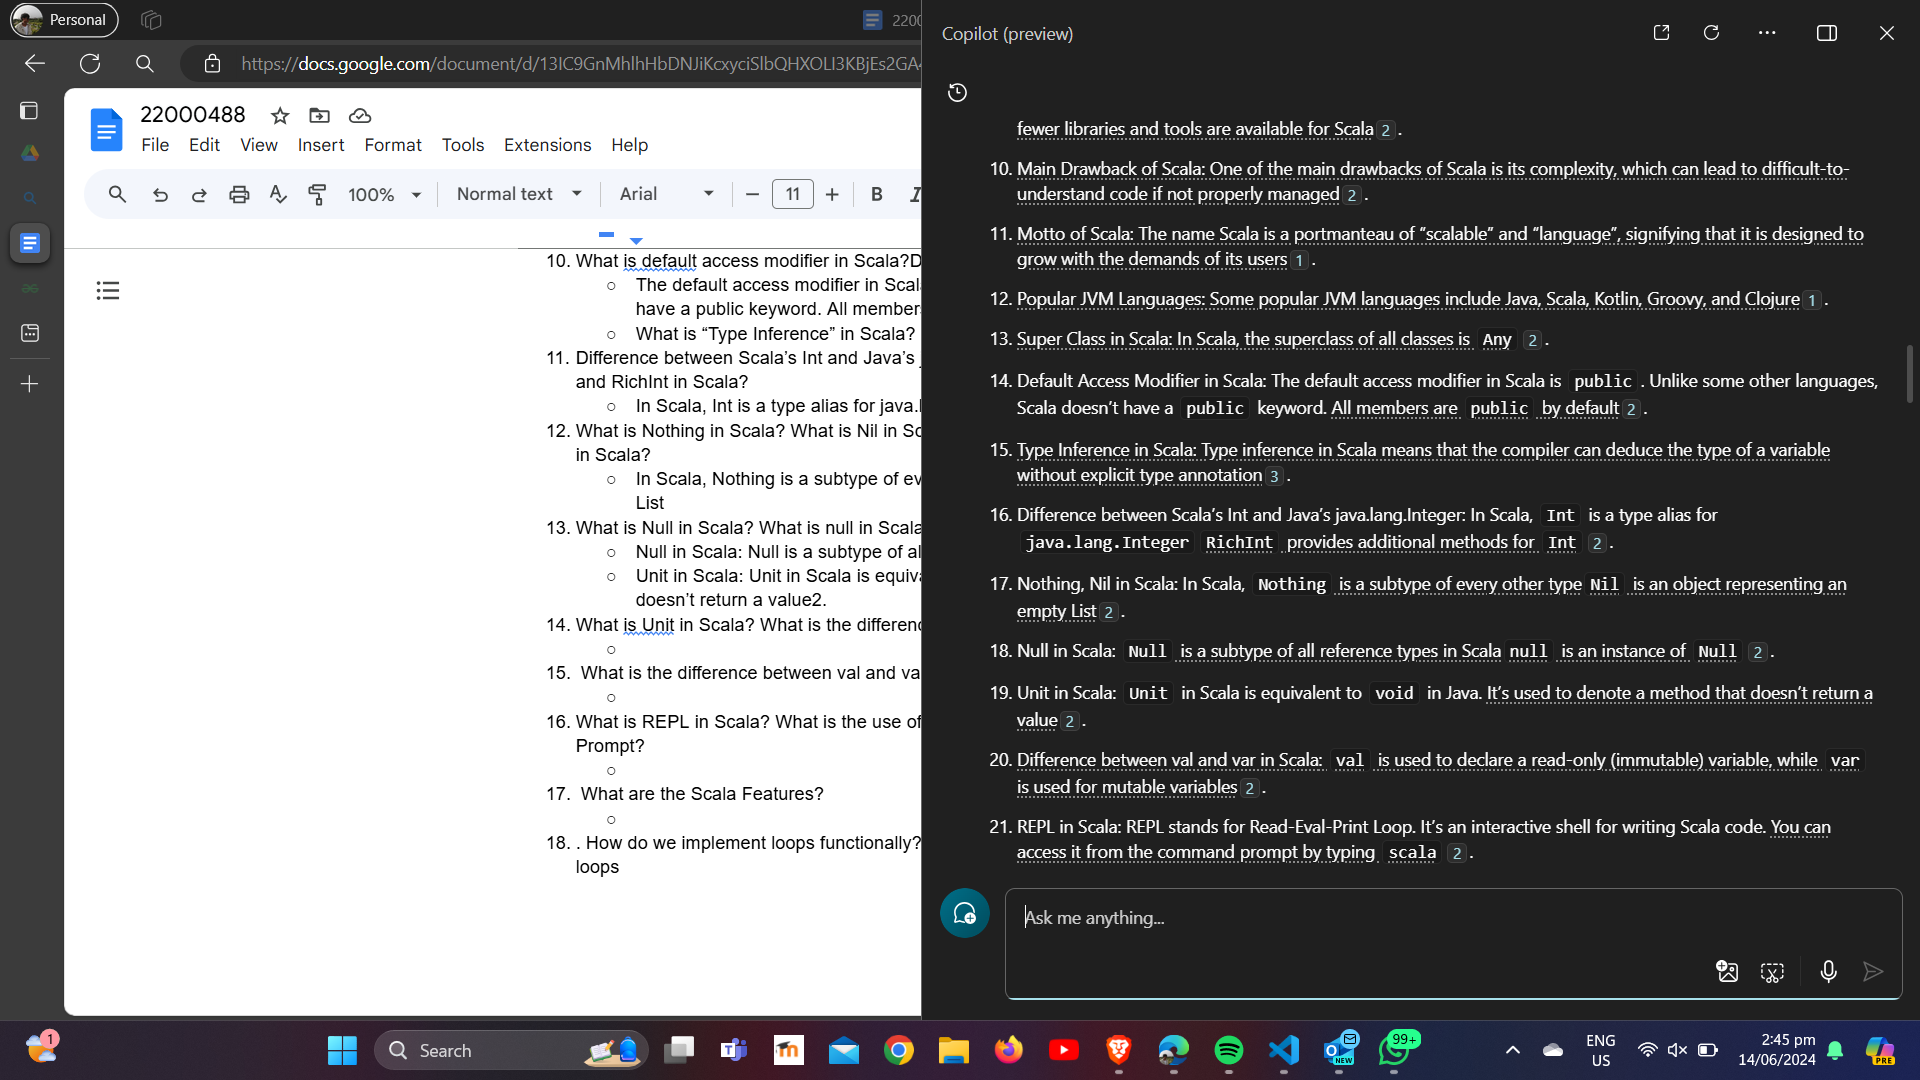 Personal
2200
Copilot (preview)
https://docs.google.com/document/d/13IC9GnMhlhHbDNJiKcxyciSlbQHXOLI3KBjEs2GA
22000488
File Edit View Insert Format Tools Extensions Help
100% Normal text Arial 11 B I
10. What is default access modifier in Scala?D
○ The default access modifier in Scal
have a public keyword. All member
○ What is “Type Inference” in Scala?
11. Difference between Scala’s Int and Java’s
and RichInt in Scala?
○ In Scala, Int is a type alias for java.l
12. What is Nothing in Scala? What is Nil in Sc
in Scala?
○ In Scala, Nothing is a subtype of ev
List
13. What is Null in Scala? What is null in Scala
○ Null in Scala: Null is a subtype of al
○ Unit in Scala: Unit in Scala is equiv
doesn’t return a value2.
14. What is Unit in Scala? What is the differenc
○
15. What is the difference between val and va
○
16. What is REPL in Scala? What is the use of
Prompt?
○
17. What are the Scala Features?
○
18. . How do we implement loops functionally?
loops
fewer libraries and tools are available for Scala 2 .
10. Main Drawback of Scala: One of the main drawbacks of Scala is its complexity, which can lead to difficult-to-
understand code if not properly managed 2 .
11. Motto of Scala: The name Scala is a portmanteau of “scalable” and “language”, signifying that it is designed to
grow with the demands of its users 1 .
12. Popular JVM Languages: Some popular JVM languages include Java, Scala, Kotlin, Groovy, and Clojure 1 .
13. Super Class in Scala: In Scala, the superclass of all classes is Any 2 .
14. Default Access Modifier in Scala: The default access modifier in Scala is public . Unlike some other languages,
Scala doesn’t have a public keyword. All members are public by default 2 .
15. Type Inference in Scala: Type inference in Scala means that the compiler can deduce the type of a variable
without explicit type annotation 3 .
16. Difference between Scala’s Int and Java’s java.lang.Integer: In Scala, Int is a type alias for
java.lang.Integer RichInt provides additional methods for Int 2 .
17. Nothing, Nil in Scala: In Scala, Nothing is a subtype of every other type Nil is an object representing an
empty List 2 .
18. Null in Scala: Null is a subtype of all reference types in Scala null is an instance of Null 2 .
19. Unit in Scala: Unit in Scala is equivalent to void in Java. It’s used to denote a method that doesn’t return a
value 2 .
20. Difference between val and var in Scala: val is used to declare a read-only (immutable) variable, while var
is used for mutable variables 2 .
21. REPL in Scala: REPL stands for Read-Eval-Print Loop. It’s an interactive shell for writing Scala code. You can
access it from the command prompt by typing scala 2 .
Ask me anything...
1
Search
NEW
99+
ENG
US
2:45 pm
14/06/2024
PRE